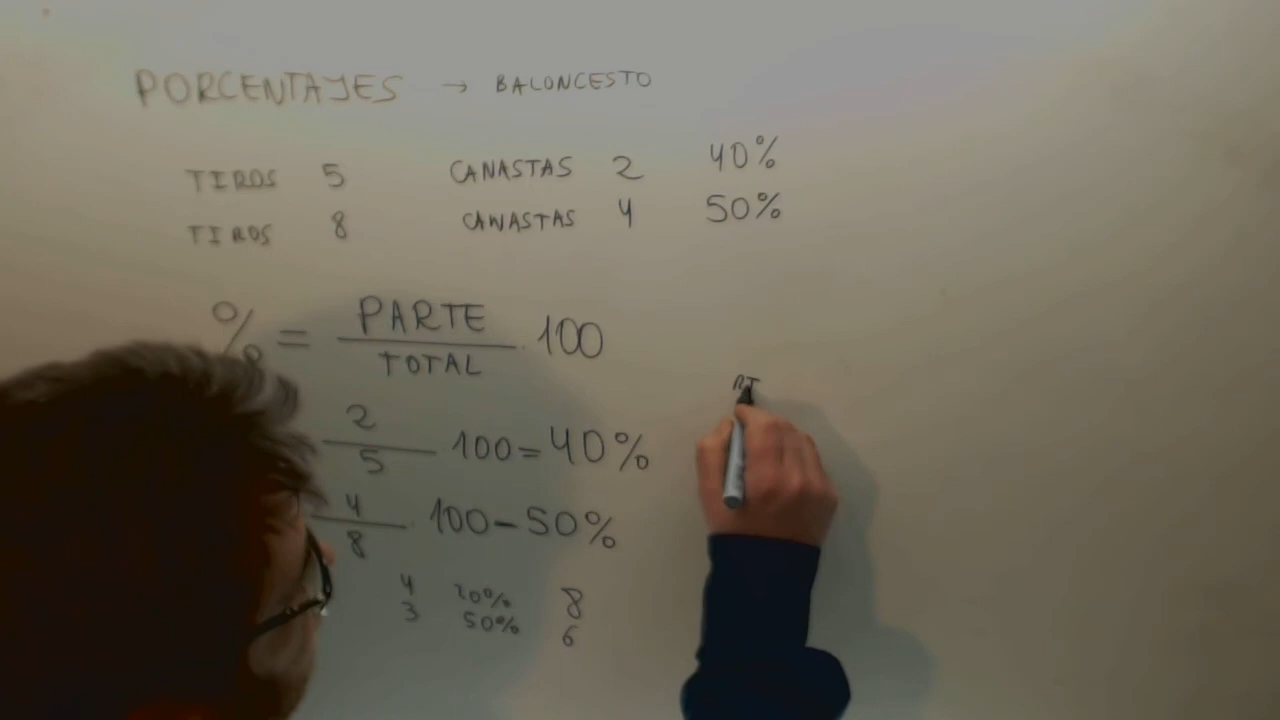 PORCENTAJES → BALONCESTO
TIROS 5 CANASTAS 2 40%
TIROS 8 CANASTAS 4 50%
% = PARTE
TOTAL · 100
2
5 100=40%
4
8 · 100-50%
4 20% 8
3 50% 6